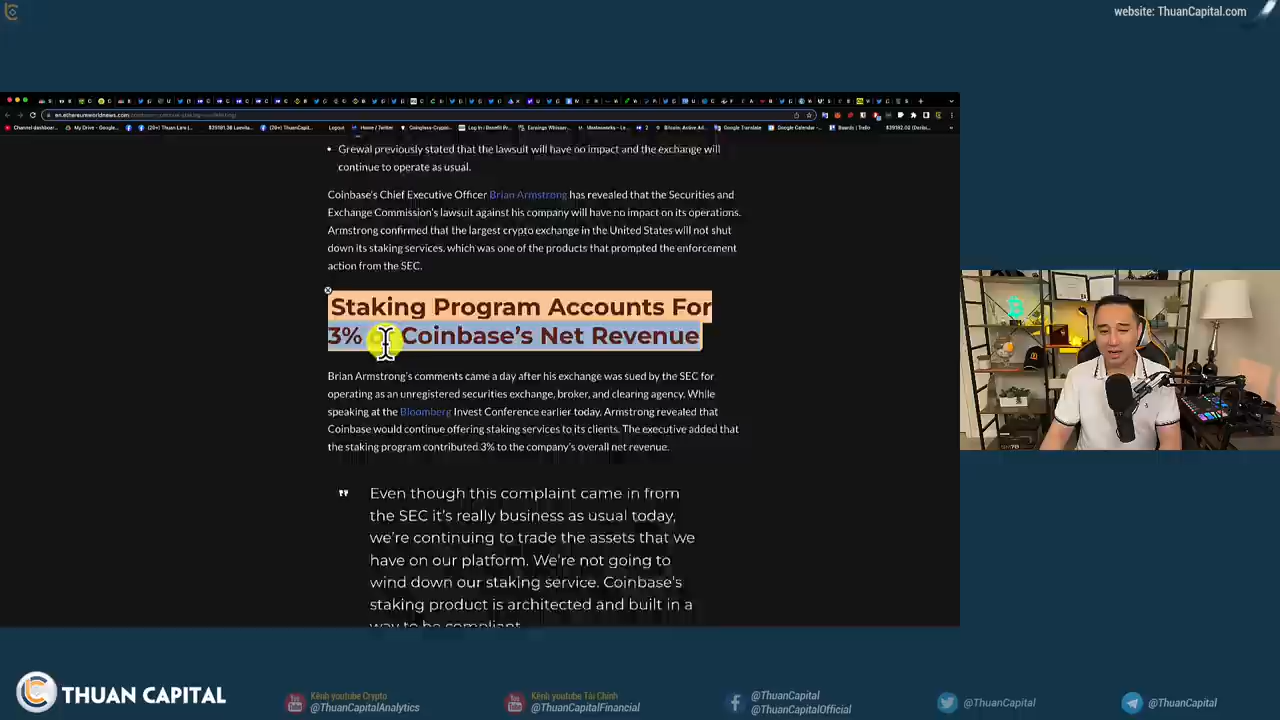 website: ThuanCapital.com
en.ethereumworldnews.com
Grewal previously stated that the lawsuit will have no impact and the exchange will
continue to operate as usual.
Coinbase's Chief Executive Officer Brian Armstrong has revealed that the Securities and
Exchange Commission's lawsuit against his company will have no impact on its operations.
Armstrong confirmed that the largest crypto exchange in the United States will not shut
down its staking services, which was one of the products that prompted the enforcement
action from the SEC.
Staking Program Accounts For
3% of Coinbase's Net Revenue
Brian Armstrong's comments came a day after his exchange was sued by the SEC for
operating as an unregistered securities exchange, broker, and clearing agency. While
speaking at the Bloomberg Invest Conference earlier today, Armstrong revealed that
Coinbase would continue offering staking services to its clients. The executive added that
the staking program contributed 3% to the company's overall net revenue.
Even though this complaint came in from
the SEC it's really business as usual today,
we're continuing to trade the assets that we
have on our platform. We're not going to
wind down our staking service. Coinbase's
staking product is architected and built in a
way to be compliant
THUAN CAPITAL
Kênh youtube Crypto
@ThuanCapitalAnalytics
Kênh youtube Tài Chính
@ThuanCapitalFinancial
@ThuanCapital
@ThuanCapitalOfficial
@ThuanCapital
@ThuanCapital